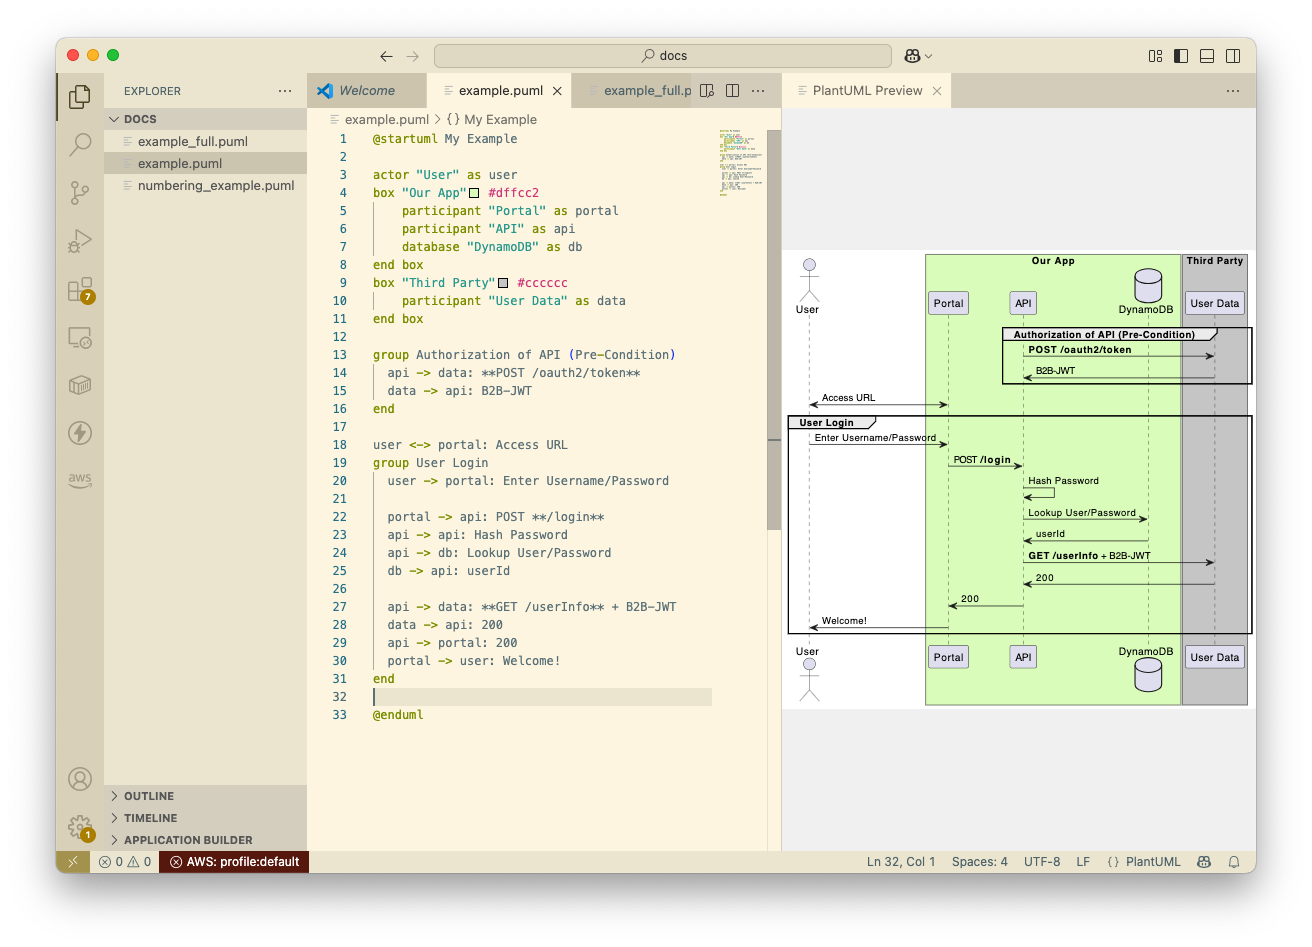 docs
EXPLORER
Welcome
example.puml
example_full.p
PlantUML Preview
DOCS
example_full.puml
example.puml
numbering_example.puml
example.puml > {} My Example
1 @startuml My Example
2
3 actor "User" as user
4 box "Our App" #dffcc2
5 participant "Portal" as portal
6 participant "API" as api
7 database "DynamoDB" as db
8 end box
9 box "Third Party" #cccccc
10 participant "User Data" as data
11 end box
12
13 group Authorization of API (Pre-Condition)
14 api -> data: **POST /oauth2/token**
15 data -> api: B2B-JWT
16 end
17
18 user <-> portal: Access URL
19 group User Login
20 user -> portal: Enter Username/Password
21
22 portal -> api: POST **/login**
23 api -> api: Hash Password
24 api -> db: Lookup User/Password
25 db -> api: userId
26
27 api -> data: **GET /userInfo** + B2B-JWT
28 data -> api: 200
29 api -> portal: 200
30 portal -> user: Welcome!
31 end
32
33 @enduml
Our App
Third Party
User
Portal
API
DynamoDB
User Data
Authorization of API (Pre-Condition)
POST /oauth2/token
B2B-JWT
Access URL
User Login
Enter Username/Password
POST /login
Hash Password
Lookup User/Password
userId
GET /userInfo + B2B-JWT
200
200
Welcome!
User
Portal
API
DynamoDB
User Data
7
aws
1
OUTLINE
TIMELINE
APPLICATION BUILDER
0 0 AWS: profile:default
Ln 32, Col 1 Spaces: 4 UTF-8 LF {} PlantUML